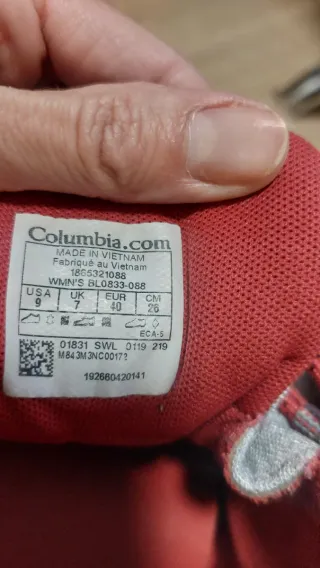 Columbia.com
MADE IN VIETNAM
Fabriqué au Vietnam
1865321088
WMN'S BL0833-088
USA UK EUR CM
9 7 40 26
ECA-5
01831 SWL 0119 219
M843M3NC00172
192660420141